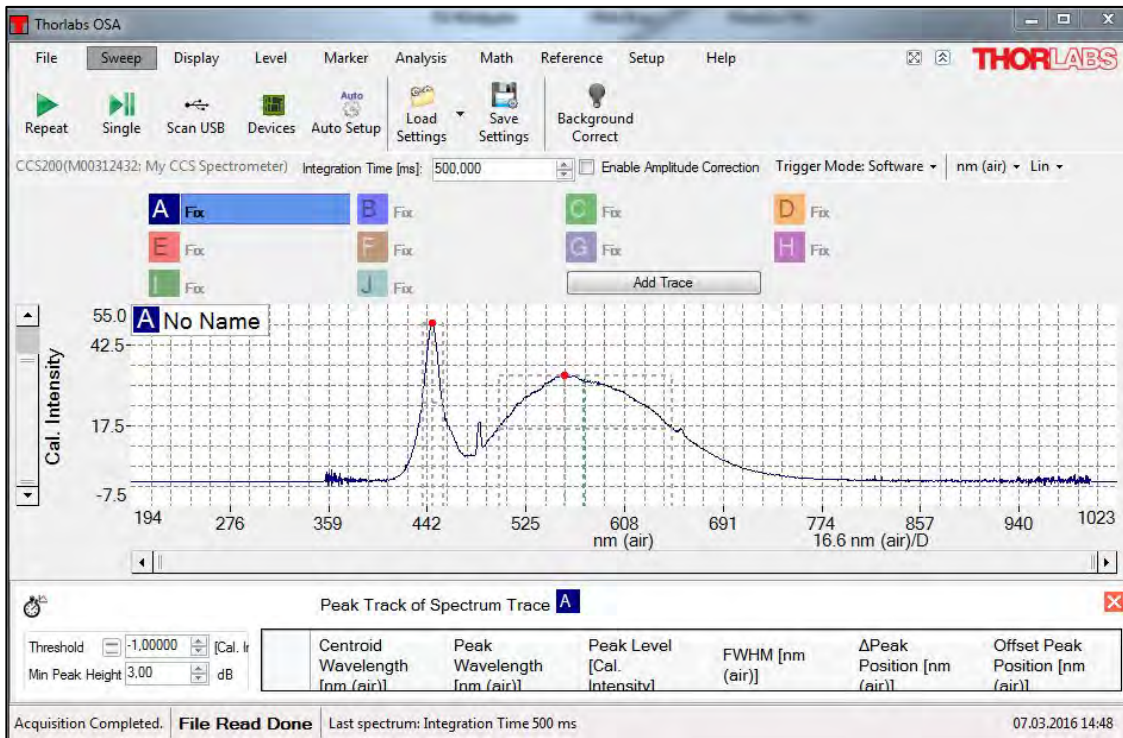 Thorlabs OSA
File Sweep Display Level Marker Analysis Math Reference Setup Help
THORLABS
Auto
Repeat Single Scan USB Devices Auto Setup Load Settings Save Settings Background Correct
CCS200(M00312432: My CCS Spectrometer) Integration Time [ms]: 500,000 Enable Amplitude Correction Trigger Mode: Software nm (air) Lin
A Fix B Fix C Fix D Fix
E Fix F Fix G Fix H Fix
I Fix J Fix Add Trace
55.0 A No Name
42.5
Cal. Intensity
17.5
-7.5
194 276 359 442 525 608 691 774 857 940 1023
nm (air) 16.6 nm (air)/D
Peak Track of Spectrum Trace A
Threshold -1,00000 [Cal. Ir
Min Peak Height 3,00 dB
Centroid Wavelength [nm (air)] Peak Wavelength [nm (air)] Peak Level [Cal. Intensity] FWHM [nm (air)] ΔPeak Position [nm (air)] Offset Peak Position [nm (air)]
Acquisition Completed. File Read Done Last spectrum: Integration Time 500 ms 07.03.2016 14:48